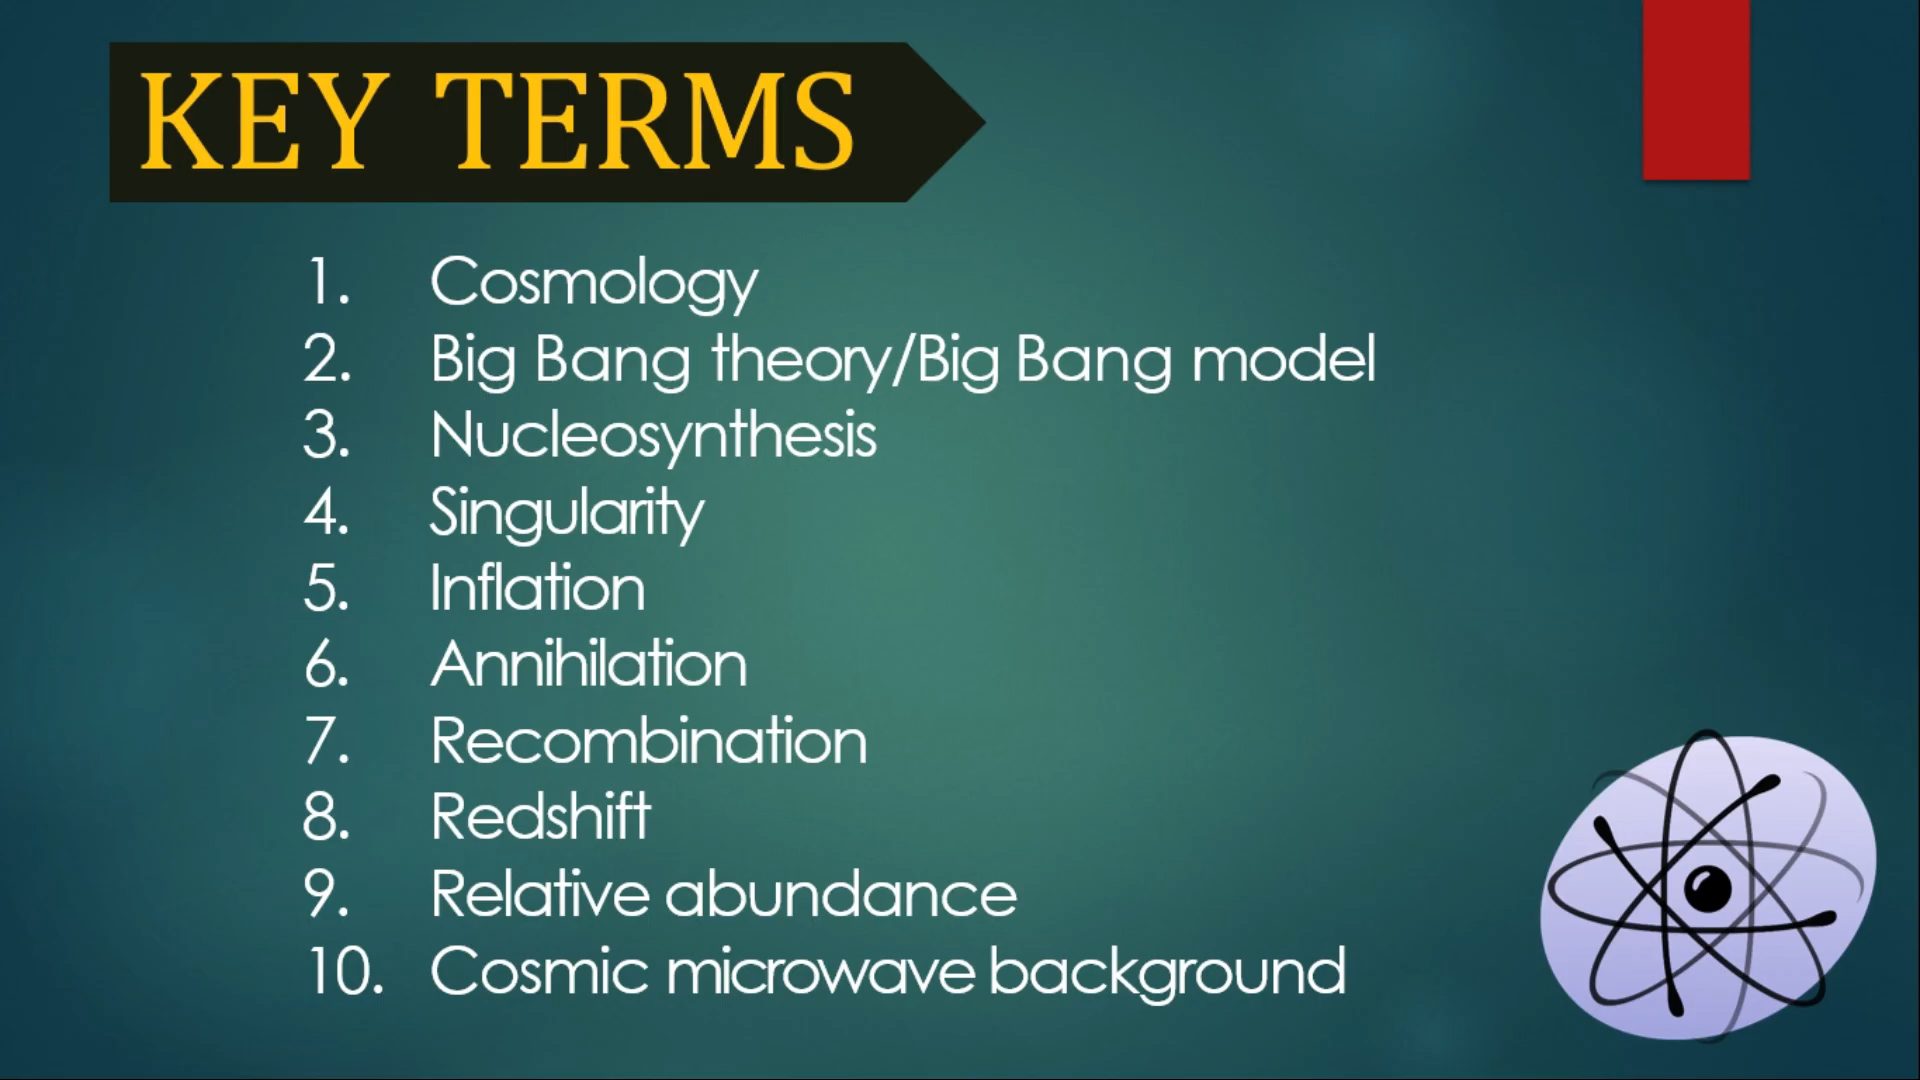 KEY TERMS
1. Cosmology
2. Big Bang theory/Big Bang model
3. Nucleosynthesis
4. Singularity
5. Inflation
6. Annihilation
7. Recombination
8. Redshift
9. Relative abundance
10. Cosmic microwave background